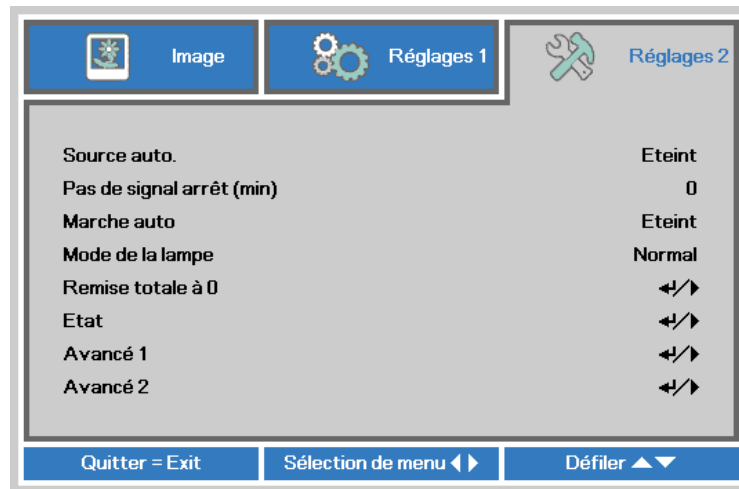 Image
Réglages 1
Réglages 2
Source auto. Eteint
Pas de signal arrêt (min) 0
Marche auto Eteint
Mode de la lampe Normal
Remise totale à 0 ↵/▶
Etat ↵/▶
Avancé 1 ↵/▶
Avancé 2 ↵/▶
Quitter = Exit
Sélection de menu ◀▶
Défiler ▲▼